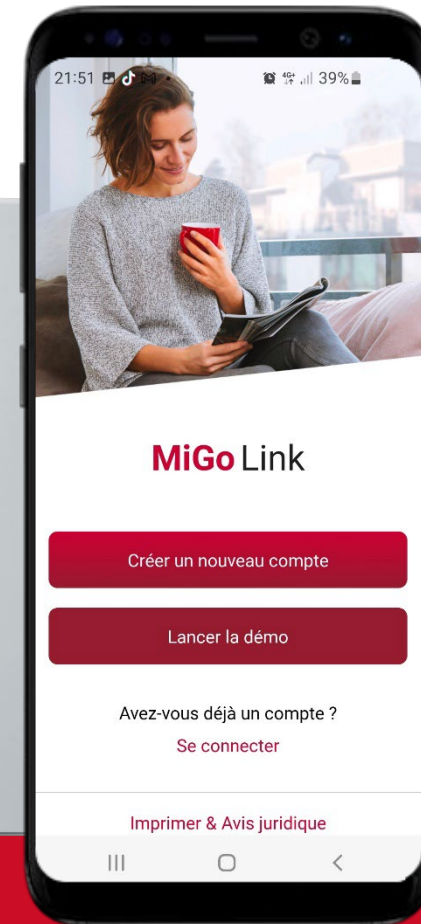 21:51
4G+ 39%
MiGo Link
Créer un nouveau compte
Lancer la démo
Avez-vous déjà un compte ?
Se connecter
Imprimer & Avis juridique